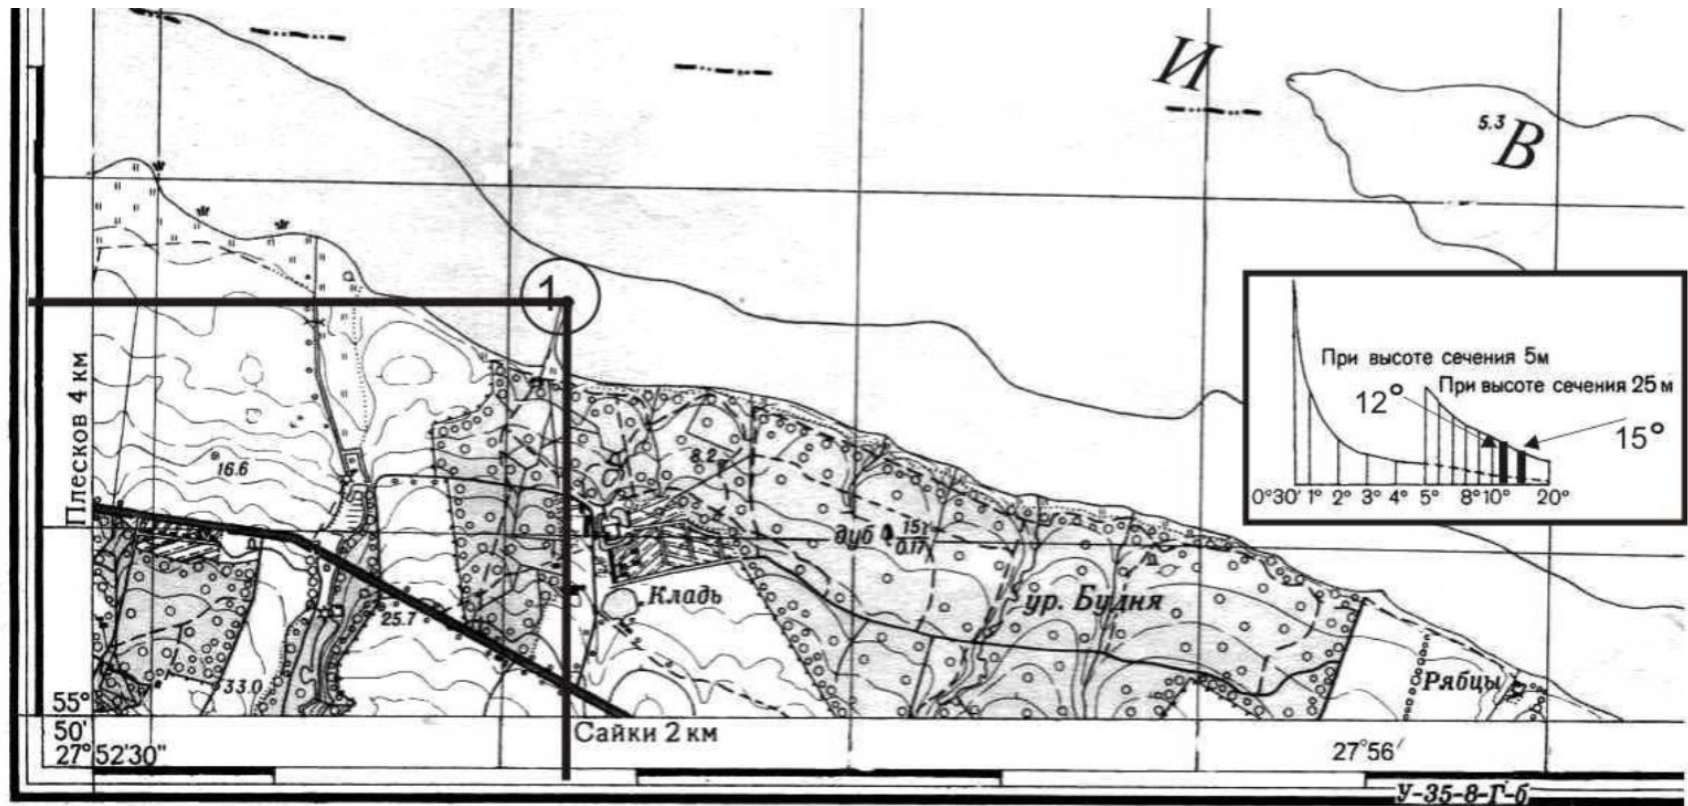 И
5.3 В
1
При высоте сечения 5м
При высоте сечения 25 м
12°
15°
0°30' 1° 2° 3° 4° 5° 8° 10° 20°
Плесков 4 км
16.6
8.2
дуб 15 0.17
Кладь
ур. Будня
25.7
33.0
Рябцы
55°
50'
Сайки 2 км
27°52'30"
27°56'
У-35-8-Г-б